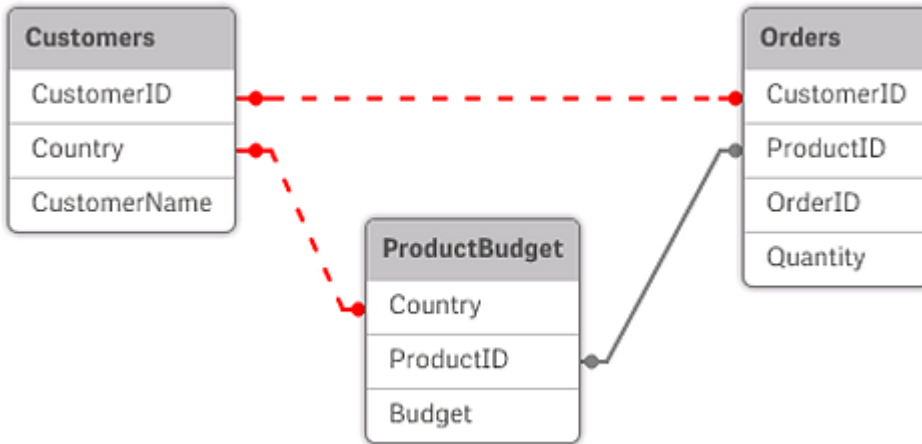 Customers
CustomerID
Country
CustomerName
ProductBudget
Country
ProductID
Budget
Orders
CustomerID
ProductID
OrderID
Quantity